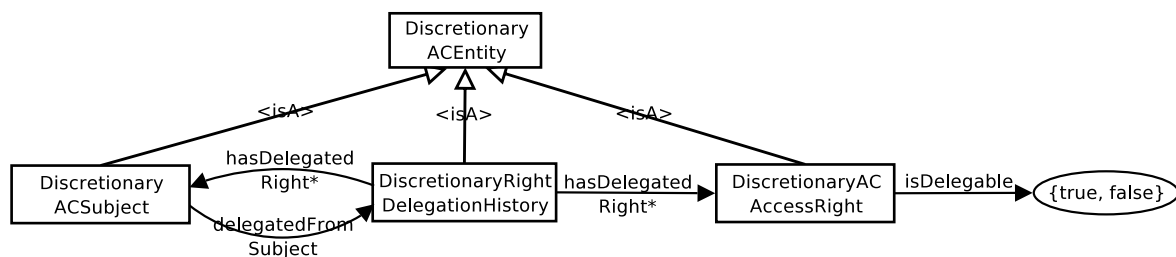 Discretionary
ACEntity
<isA>
<isA>
<isA>
hasDelegated
Right*
Discretionary
ACSubject
DiscretionaryRight
DelegationHistory
hasDelegated
Right*
DiscretionaryAC
AccessRight
isDelegable
{true, false}
delegatedFrom
Subject